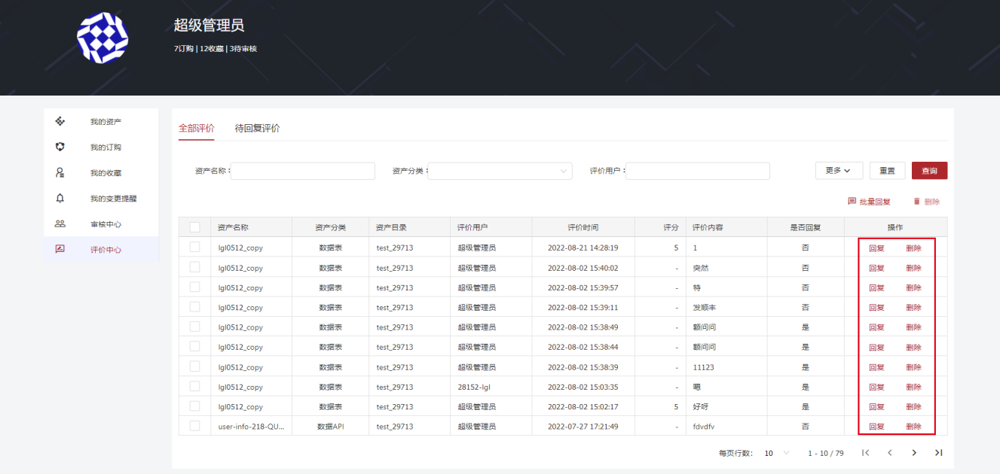 超级管理员
7订购 | 12收藏 | 3待审核
我的资产
我的订购
我的收藏
我的变更提醒
审核中心
评价中心
全部评价 待回复评价
资产名称： 资产分类： 评价用户： 更多 重置 查询
批量回复 删除
资产名称 资产分类 资产目录 评价用户 评价时间 评分 评价内容 是否回复 操作
lgl0512_copy 数据表 test_29713 超级管理员 2022-08-21 14:28:19 5 1 否 回复 删除
lgl0512_copy 数据表 test_29713 超级管理员 2022-08-02 15:40:02 - 突然 否 回复 删除
lgl0512_copy 数据表 test_29713 超级管理员 2022-08-02 15:39:57 - 特 否 回复 删除
lgl0512_copy 数据表 test_29713 超级管理员 2022-08-02 15:39:11 - 发顺丰 否 回复 删除
lgl0512_copy 数据表 test_29713 超级管理员 2022-08-02 15:38:49 - 额问问 是 回复 删除
lgl0512_copy 数据表 test_29713 超级管理员 2022-08-02 15:38:44 - 额问问 是 回复 删除
lgl0512_copy 数据表 test_29713 超级管理员 2022-08-02 15:38:39 - 11123 是 回复 删除
lgl0512_copy 数据表 test_29713 28152-lgl 2022-08-02 15:03:35 - 嗯 是 回复 删除
lgl0512_copy 数据表 test_29713 超级管理员 2022-08-02 15:02:17 5 好呀 是 回复 删除
user-info-218-QU... 数据API test_29713 超级管理员 2022-07-27 17:21:49 - fdvdfv 否 回复 删除
每页行数： 10 1 - 10 / 79